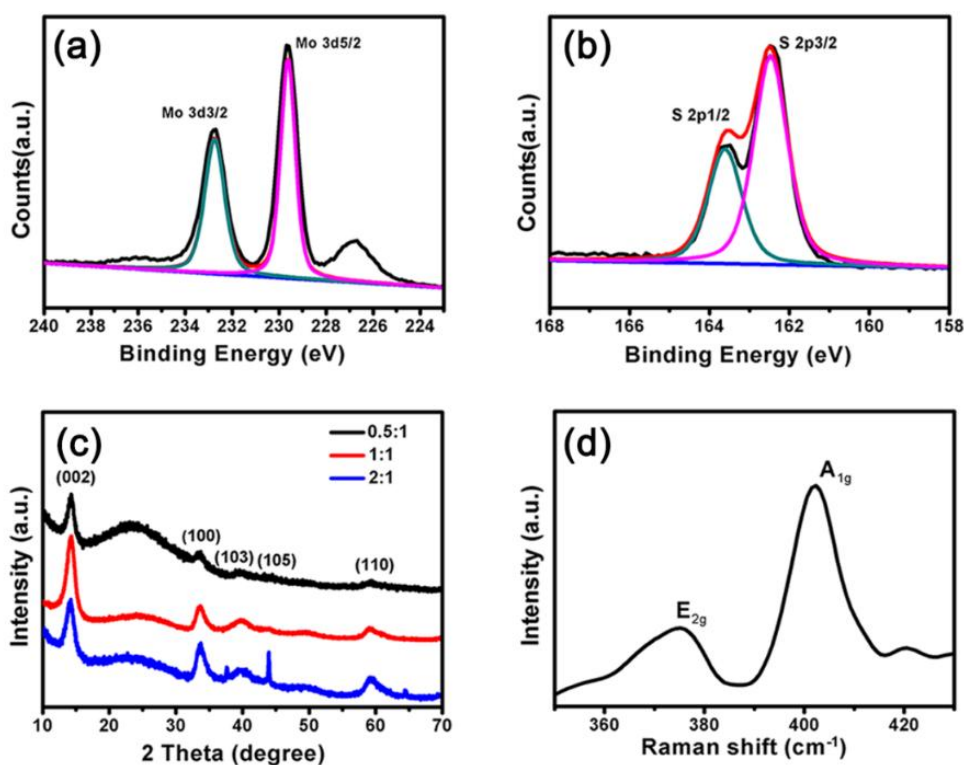 (a)
Mo 3d5/2
Mo 3d3/2
Counts(a.u.)
240 238 236 234 232 230 228 226 224
Binding Energy (eV)
(b)
S 2p3/2
S 2p1/2
Counts(a.u.)
168 166 164 162 160 158
Binding Energy (eV)
(c)
0.5:1
1:1
2:1
(002)
(100)
(103)
(105)
(110)
Intensity (a.u.)
10 20 30 40 50 60 70
2 Theta (degree)
(d)
A1g
E2g
Intensity (a.u.)
360 380 400 420
Raman shift (cm-1)